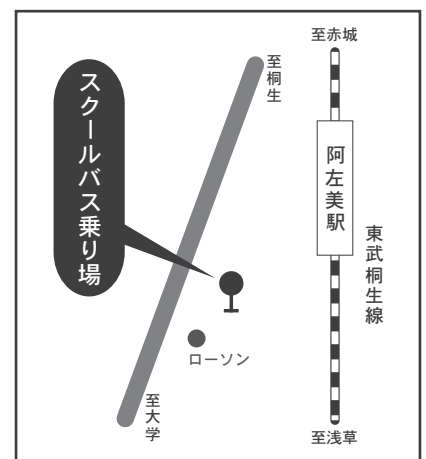 至赤城
至桐生
スクールバス乗り場
阿左美駅
東武桐生線
ローソン
至大学
至浅草